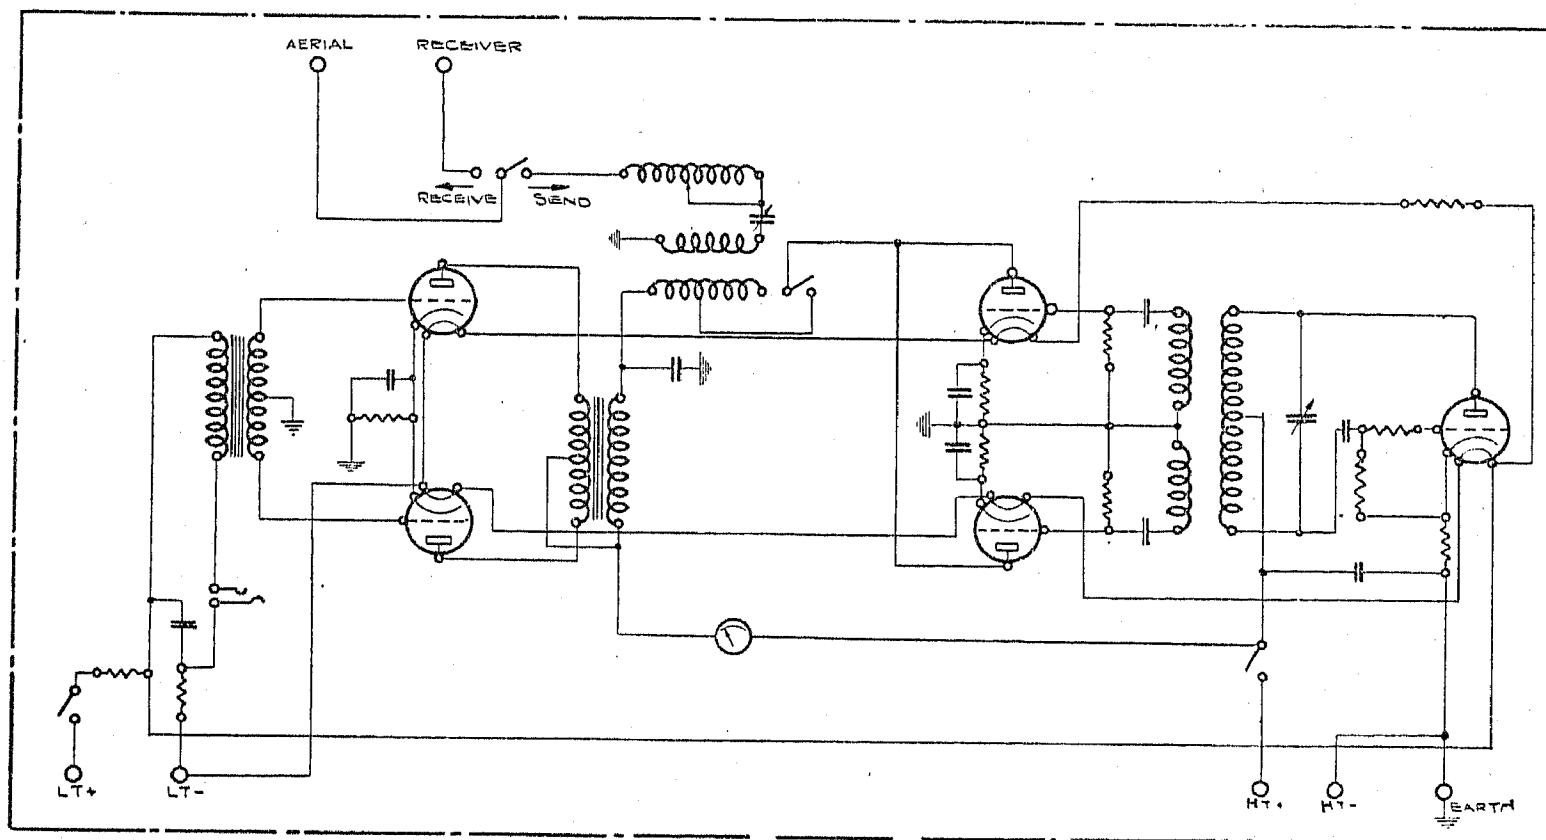 AERIAL
RECEIVER
RECEIVE
SEND
LT+
LT-
HT+
HT-
EARTH